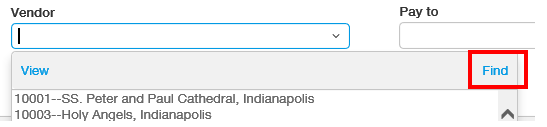 Vendor Pay to
View Find
10001--SS. Peter and Paul Cathedral, Indianapolis
10003--Holy Angels, Indianapolis